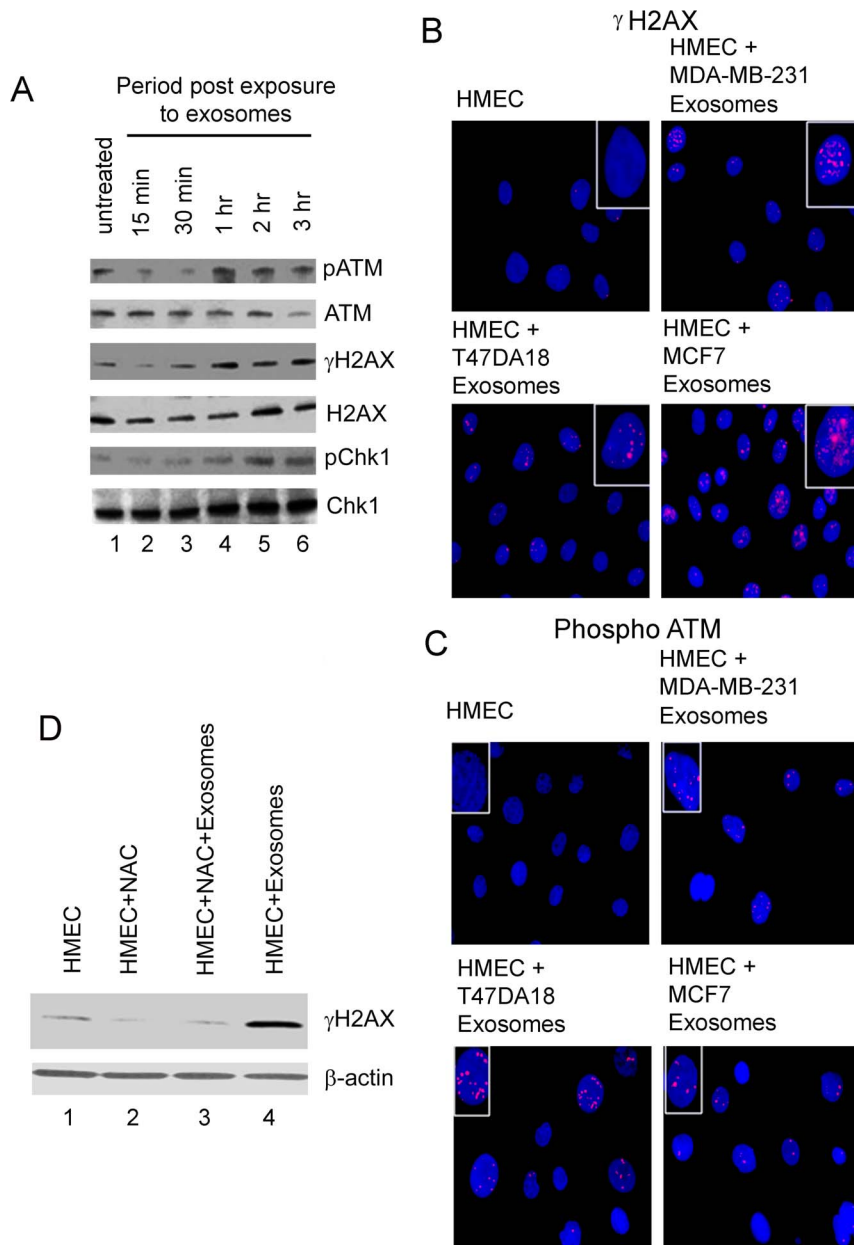 A
Period post exposure
to exosomes
untreated
15 min
30 min
1 hr
2 hr
3 hr
pATM
ATM
γH2AX
H2AX
pChk1
Chk1
1 2 3 4 5 6
B
γ H2AX
HMEC
HMEC +
MDA-MB-231
Exosomes
HMEC +
T47DA18
Exosomes
HMEC +
MCF7
Exosomes
C
Phospho ATM
HMEC
HMEC +
MDA-MB-231
Exosomes
HMEC +
T47DA18
Exosomes
HMEC +
MCF7
Exosomes
D
HMEC
HMEC+NAC
HMEC+NAC+Exosomes
HMEC+Exosomes
γH2AX
β-actin
1 2 3 4